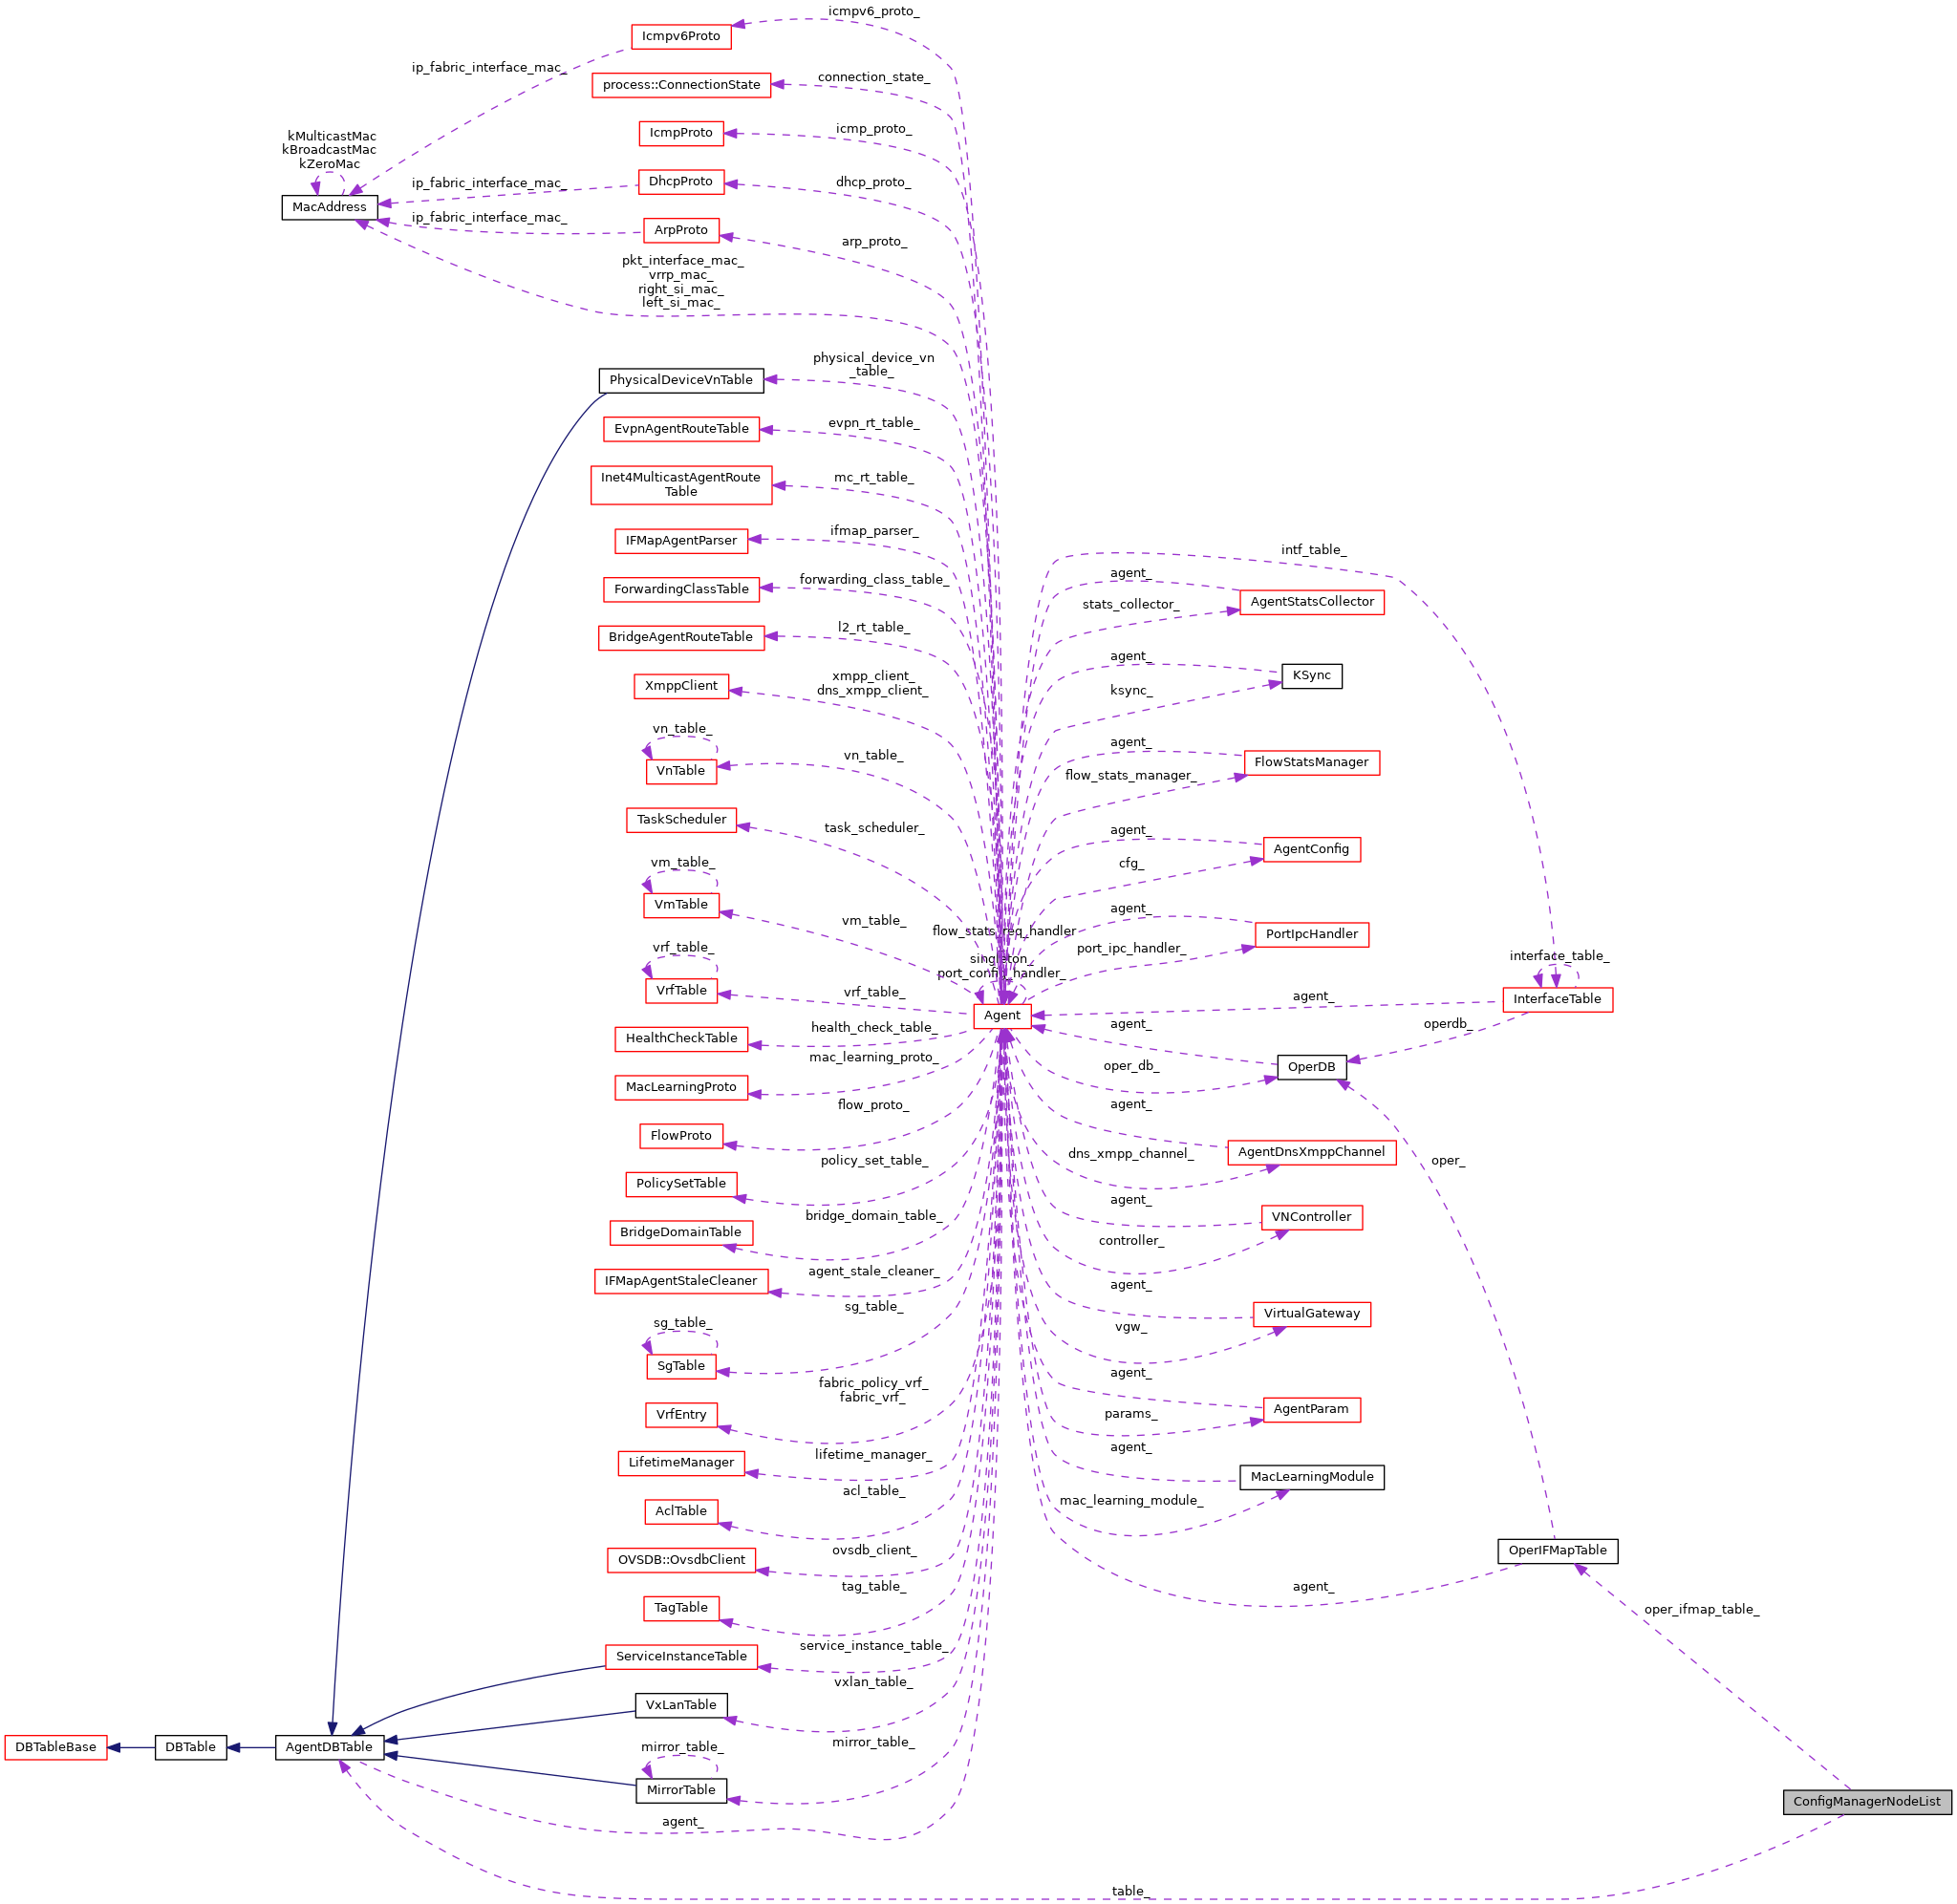 icmpv6_proto_
Icmpv6Proto
ip_fabric_interface_mac_
connection_state_
process::ConnectionState
icmp_proto_
IcmpProto
kMulticastMac
kBroadcastMac
kZeroMac
dhcp_proto_
DhcpProto
ip_fabric_interface_mac_
MacAddress
ip_fabric_interface_mac_
ArpProto
arp_proto_
pkt_interface_mac_
vrrp_mac_
right_si_mac_
left_si_mac_
physical_device_vn
_table_
PhysicalDeviceVnTable
evpn_rt_table_
EvpnAgentRouteTable
mc_rt_table_
Inet4MulticastAgentRoute
Table
ifmap_parser_
IFMapAgentParser
intf_table_
agent_
forwarding_class_table_
ForwardingClassTable
AgentStatsCollector
stats_collector_
l2_rt_table_
BridgeAgentRouteTable
agent_
KSync
xmpp_client_
dns_xmpp_client_
XmppClient
ksync_
vn_table_
agent_
vn_table_
FlowStatsManager
VnTable
flow_stats_manager_
task_scheduler_
TaskScheduler
agent_
AgentConfig
vm_table_
cfg_
VmTable
agent_
vm_table_
flow_stats_req_handler
PortIpcHandler
vrf_table_
port_ipc_handler_
singleton_
port_config_handler_
interface_table_
VrfTable
vrf_table_
agent_
InterfaceTable
Agent
health_check_table_
HealthCheckTable
agent_
operdb_
mac_learning_proto_
oper_db_
OperDB
MacLearningProto
flow_proto_
agent_
FlowProto
dns_xmpp_channel_
AgentDnsXmppChannel
policy_set_table_
oper_
PolicySetTable
agent_
bridge_domain_table_
VNController
BridgeDomainTable
controller_
agent_stale_cleaner_
IFMapAgentStaleCleaner
agent_
sg_table_
VirtualGateway
sg_table_
vgw_
SgTable
agent_
fabric_policy_vrf_
fabric_vrf_
VrfEntry
params_
AgentParam
lifetime_manager_
LifetimeManager
agent_
MacLearningModule
acl_table_
AclTable
mac_learning_module_
ovsdb_client_
OVSDB::OvsdbClient
OperIFMapTable
tag_table_
agent_
TagTable
oper_ifmap_table_
service_instance_table_
ServiceInstanceTable
vxlan_table_
VxLanTable
DBTableBase
DBTable
AgentDBTable
mirror_table_
mirror_table_
MirrorTable
ConfigManagerNodeList
agent_
table_